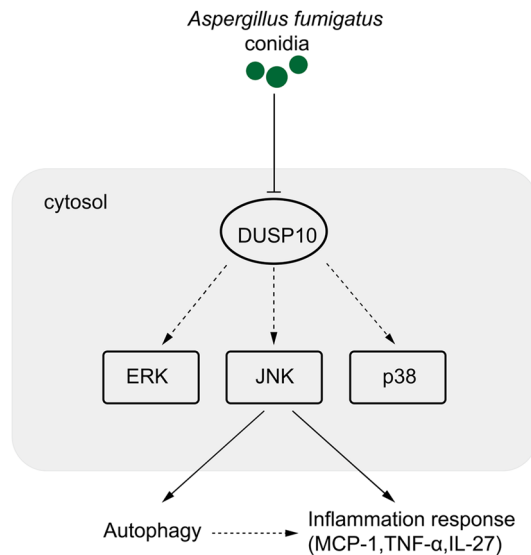 Aspergillus fumigatus
conidia
cytosol
DUSP10
ERK
JNK
p38
Autophagy
Inflammation response
(MCP-1,TNF-α,IL-27)